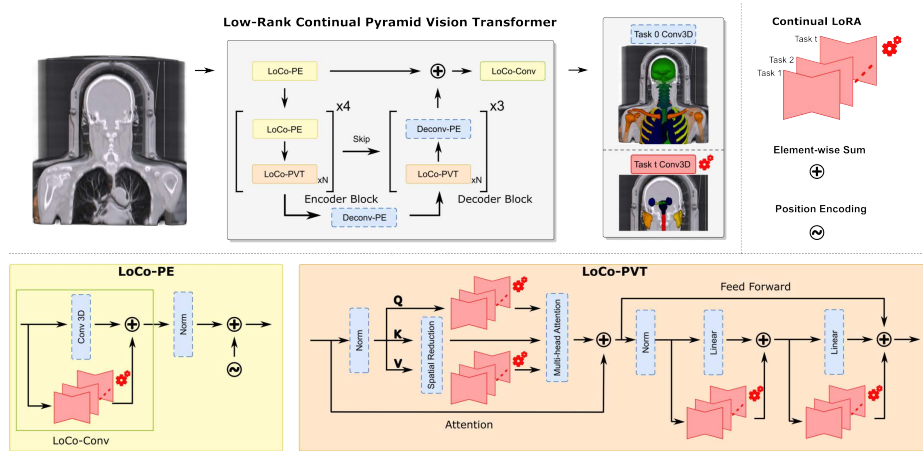 Low-Rank Continual Pyramid Vision Transformer
LoCo-PE
LoCo-Conv
x4
LoCo-PE
LoCo-PVT
xN
Encoder Block
Skip
x3
Deconv-PE
LoCo-PVT
xN
Decoder Block
Deconv-PE
Task 0 Conv3D
Task t Conv3D
Continual LoRA
Task t
Task 2
Task 1
Element-wise Sum
Position Encoding
LoCo-PE
Conv 3D
Norm
LoCo-Conv
LoCo-PVT
Norm
Q
K
V
Spatial Reduction
Multi-head Attention
Attention
Feed Forward
Norm
Linear
Linear